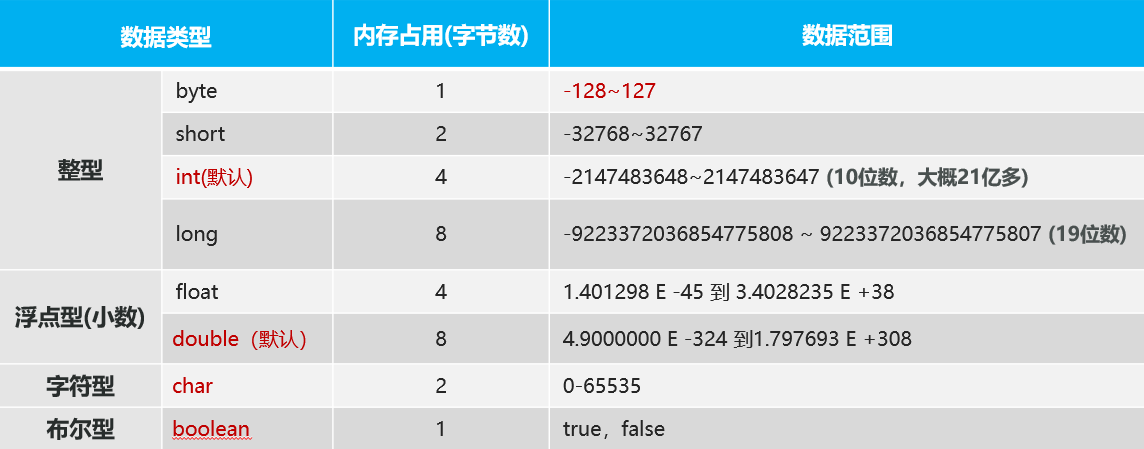 数据类型 内存占用(字节数) 数据范围
byte 1 -128~127
short 2 -32768~32767
整型
int(默认) 4 -2147483648~2147483647 (10位数，大概21亿多)
long 8 -9223372036854775808 ~ 9223372036854775807 (19位数)
浮点型(小数)
float 4 1.401298 E -45 到 3.4028235 E +38
double（默认） 8 4.9000000 E -324 到1.797693 E +308
字符型 char 2 0-65535
布尔型 boolean 1 true，false